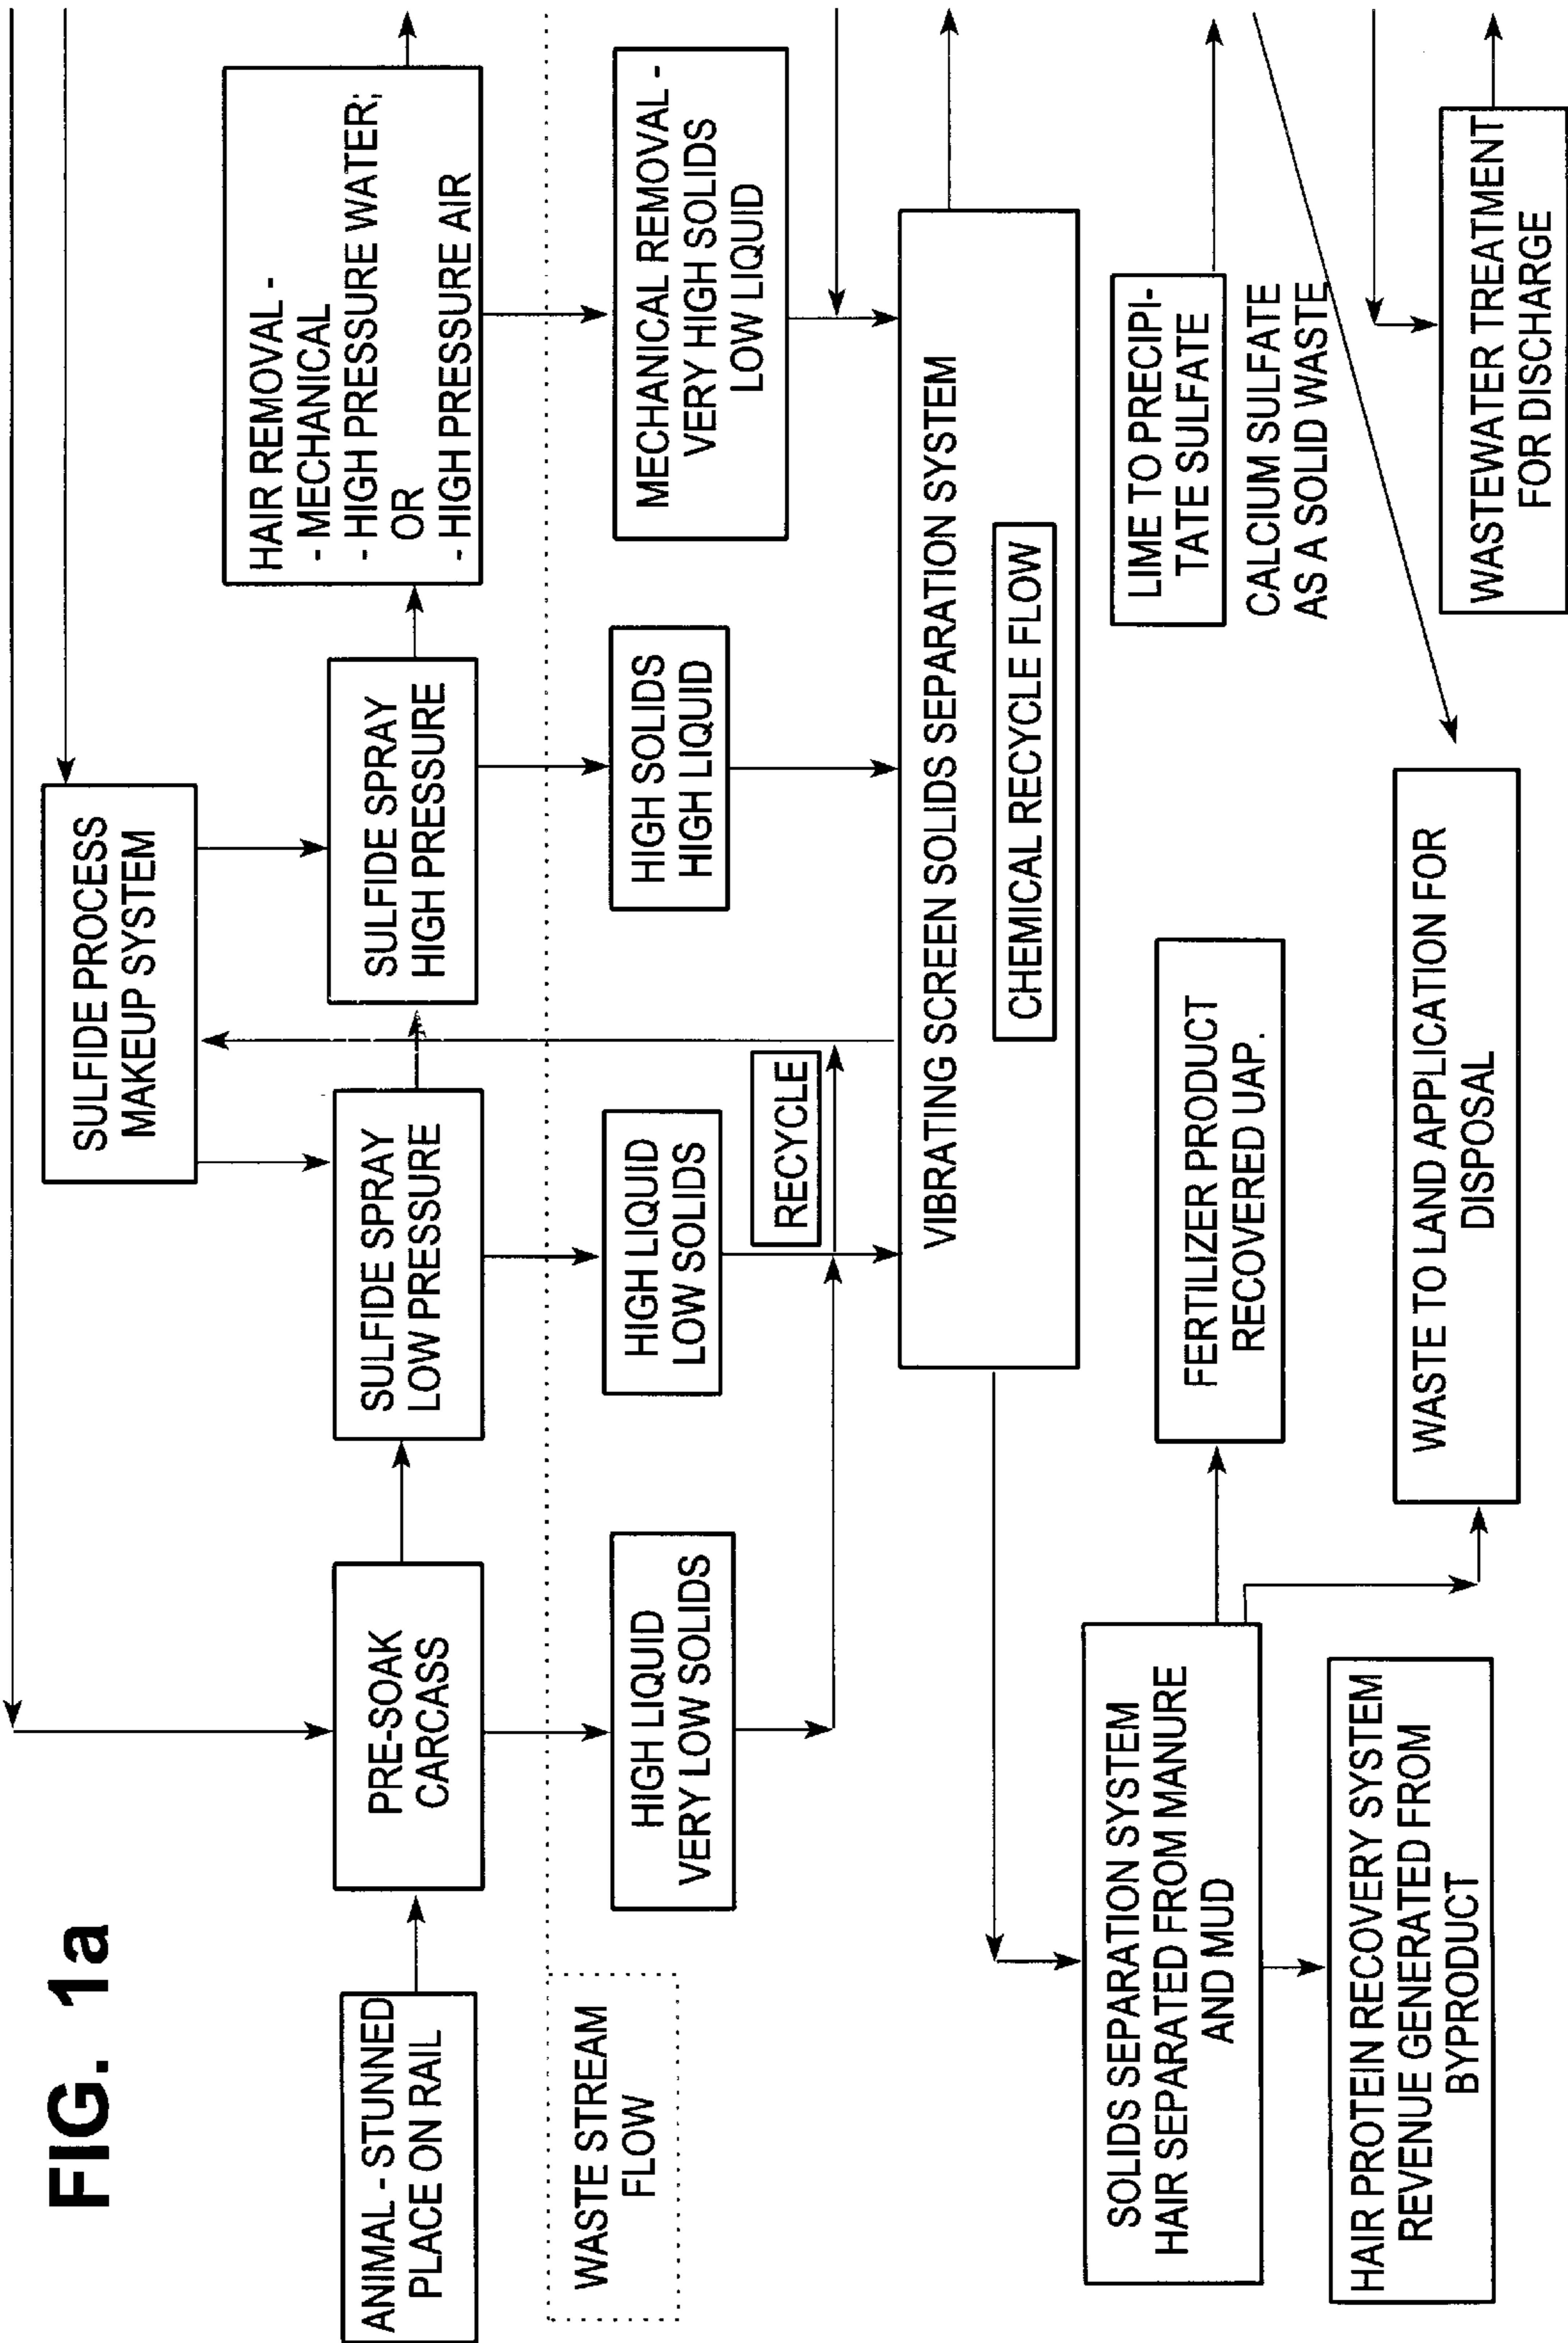 FIG. 1a
SULFIDE PROCESS
MAKEUP SYSTEM
ANIMAL - STUNNED
PLACE ON RAIL
PRE-SOAK
CARCASS
SULFIDE SPRAY
LOW PRESSURE
SULFIDE SPRAY
HIGH PRESSURE
HAIR REMOVAL -
- MECHANICAL
- HIGH PRESSURE WATER;
OR
- HIGH PRESSURE AIR
WASTE STREAM
FLOW
HIGH LIQUID
VERY LOW SOLIDS
HIGH LIQUID
LOW SOLIDS
HIGH SOLIDS
HIGH LIQUID
MECHANICAL REMOVAL -
VERY HIGH SOLIDS
LOW LIQUID
RECYCLE
VIBRATING SCREEN SOLIDS SEPARATION SYSTEM
CHEMICAL RECYCLE FLOW
SOLIDS SEPARATION SYSTEM
HAIR SEPARATED FROM MANURE
AND MUD
FERTILIZER PRODUCT
RECOVERED UAP.
LIME TO PRECIPI-
TATE SULFATE
CALCIUM SULFATE
AS A SOLID WASTE
HAIR PROTEIN RECOVERY SYSTEM
REVENUE GENERATED FROM
BYPRODUCT
WASTE TO LAND APPLICATION FOR
DISPOSAL
WASTEWATER TREATMENT
FOR DISCHARGE